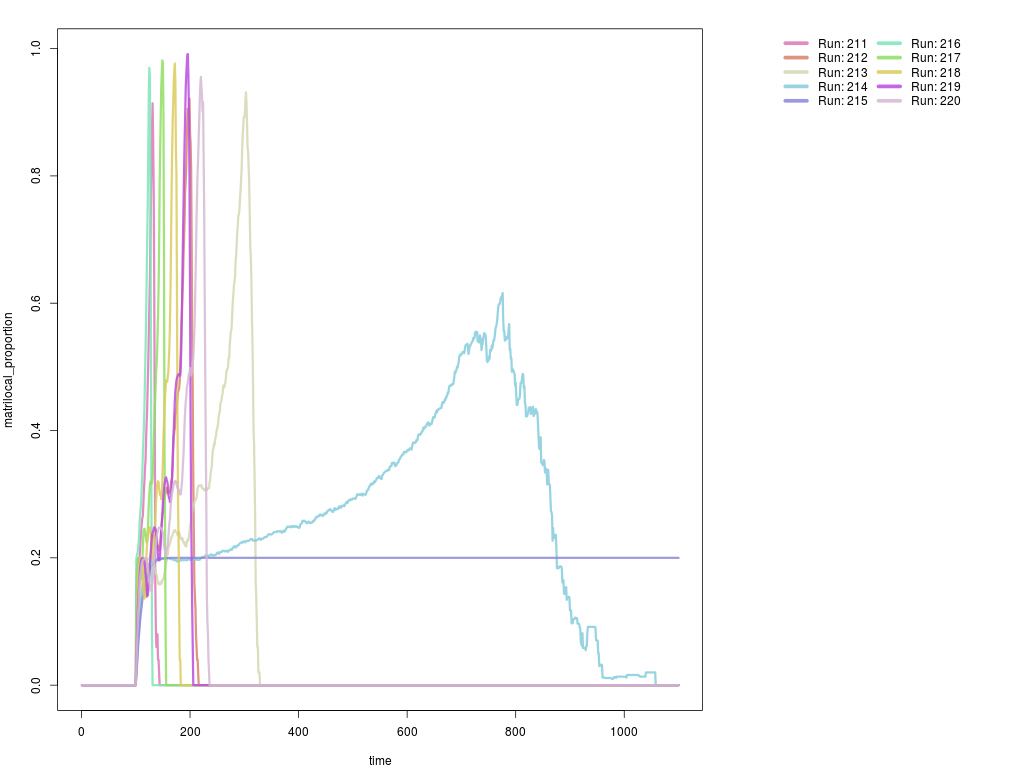 1.0
0.8
0.6
0.4
0.2
0.0
matrilocal_proportion
0 200 400 600 800 1000
time
Run: 211 Run: 216
Run: 212 Run: 217
Run: 213 Run: 218
Run: 214 Run: 219
Run: 215 Run: 220